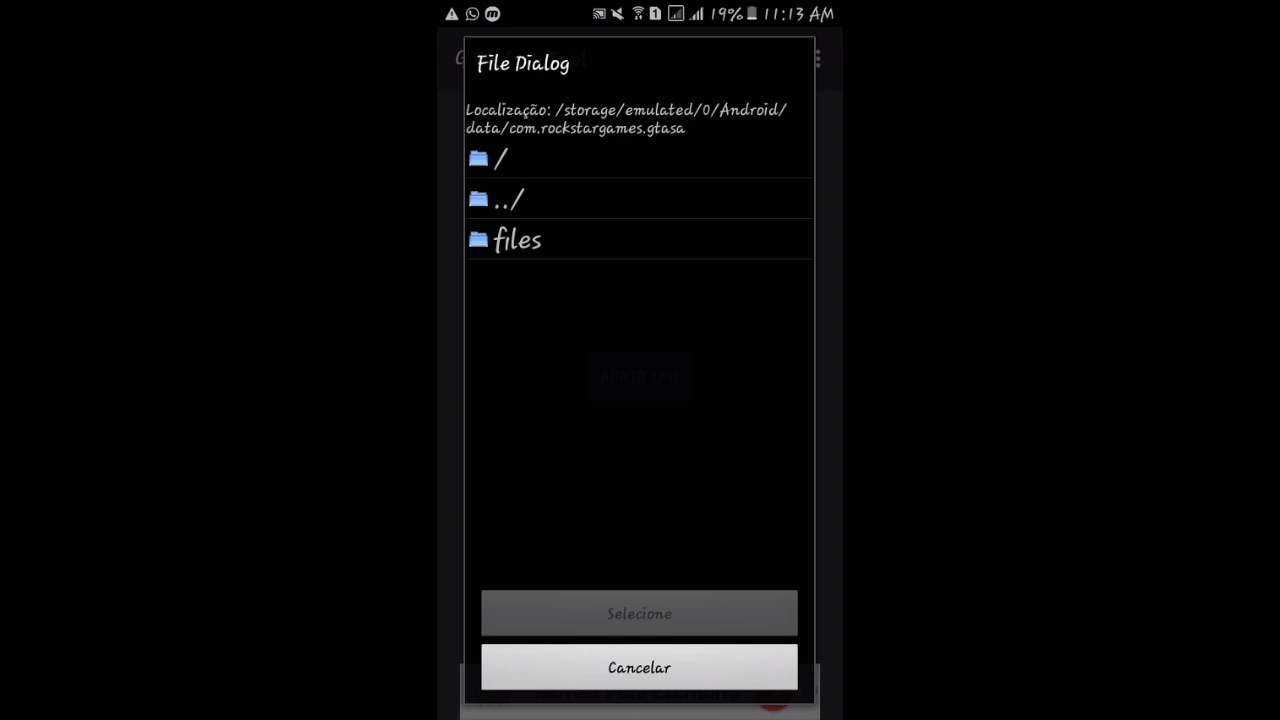 19% 11:13 AM
File Dialog
Localização: /storage/emulated/0/Android/
data/com.rockstargames.gtasa
/
../
files
Selecione
Cancelar